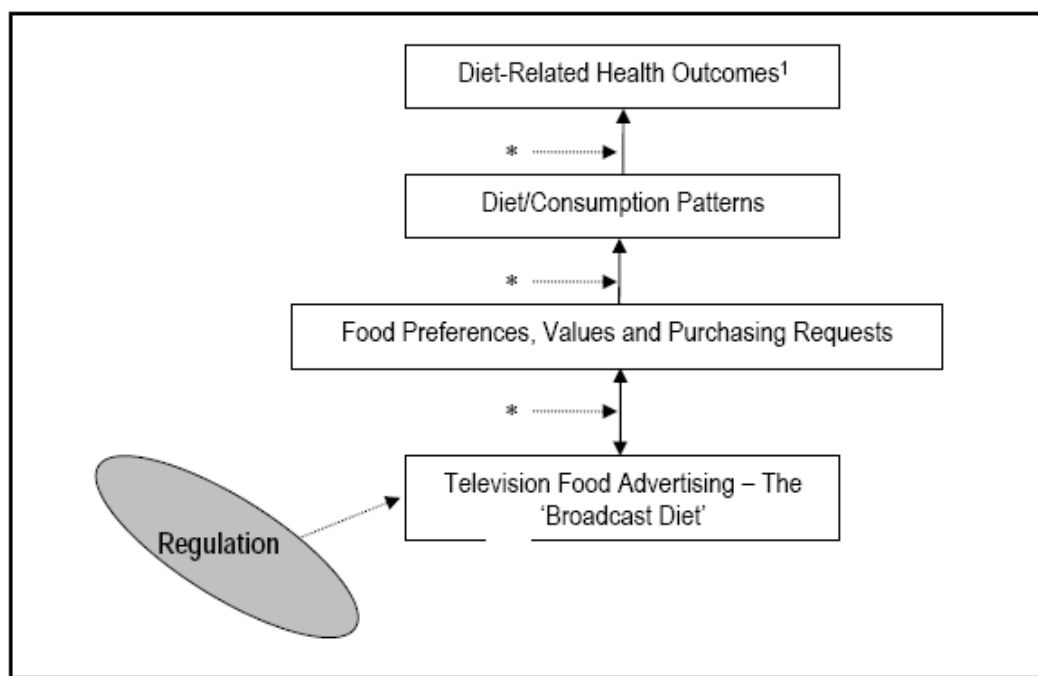 Diet-Related Health Outcomes¹
*
Diet/Consumption Patterns
*
Food Preferences, Values and Purchasing Requests
*
Television Food Advertising – The
‘Broadcast Diet’
Regulation